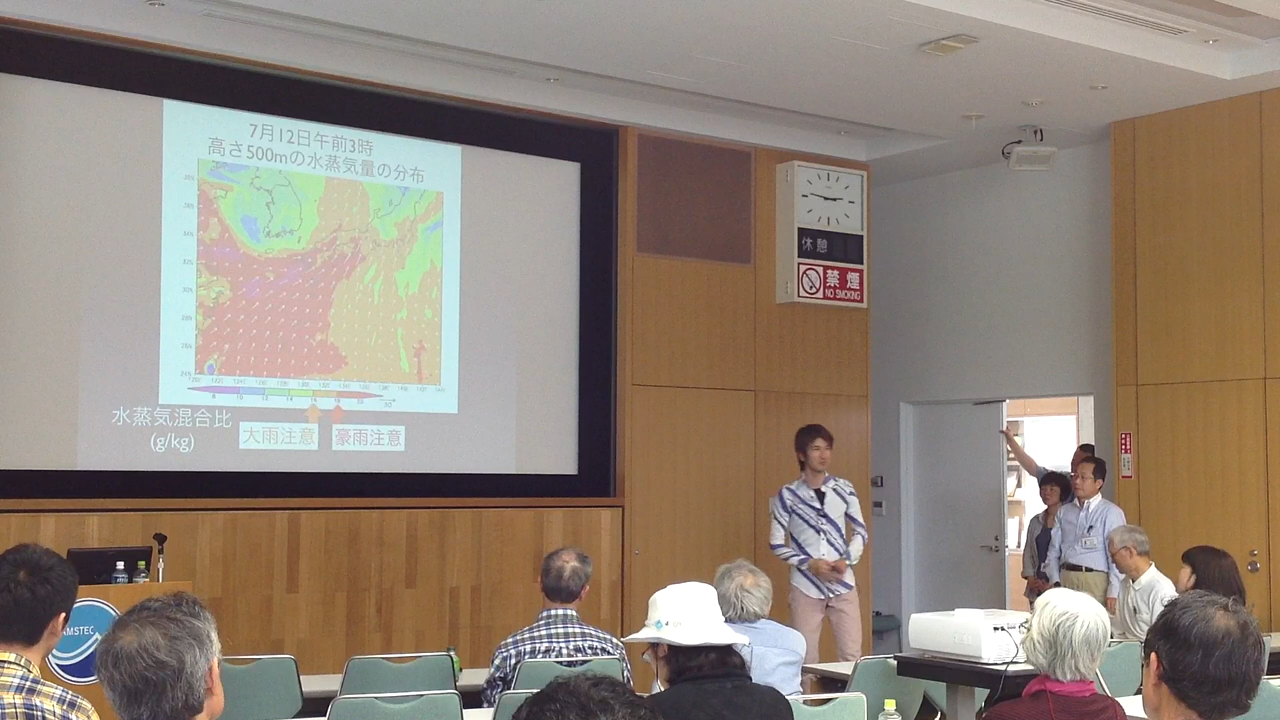 7月12日午前3時
高さ500mの水蒸気量の分布
水蒸気混合比
(g/kg)
大雨注意
豪雨注意
休憩
禁煙
NO SMOKING
AMSTEC